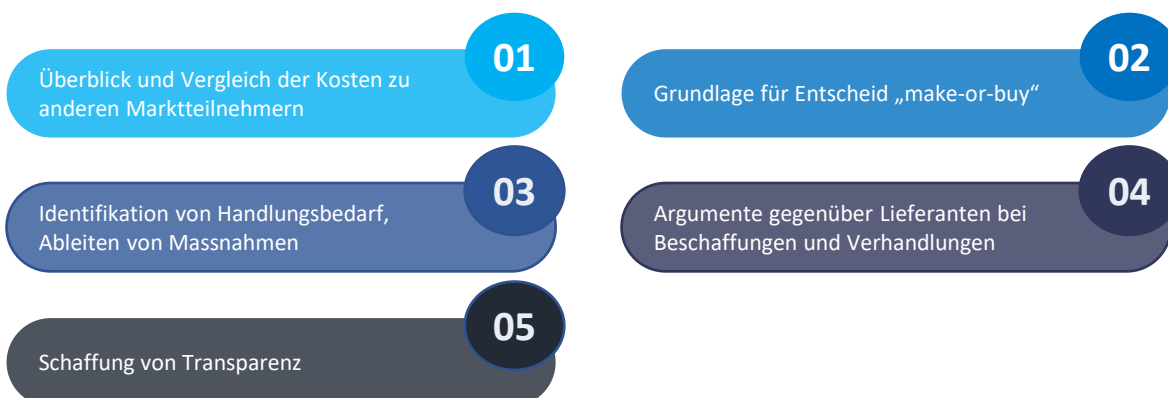 01
Überblick und Vergleich der Kosten zu
anderen Marktteilnehmern
02
Grundlage für Entscheid „make-or-buy“
03
Identifikation von Handlungsbedarf,
Ableiten von Massnahmen
04
Argumente gegenüber Lieferanten bei
Beschaffungen und Verhandlungen
05
Schaffung von Transparenz